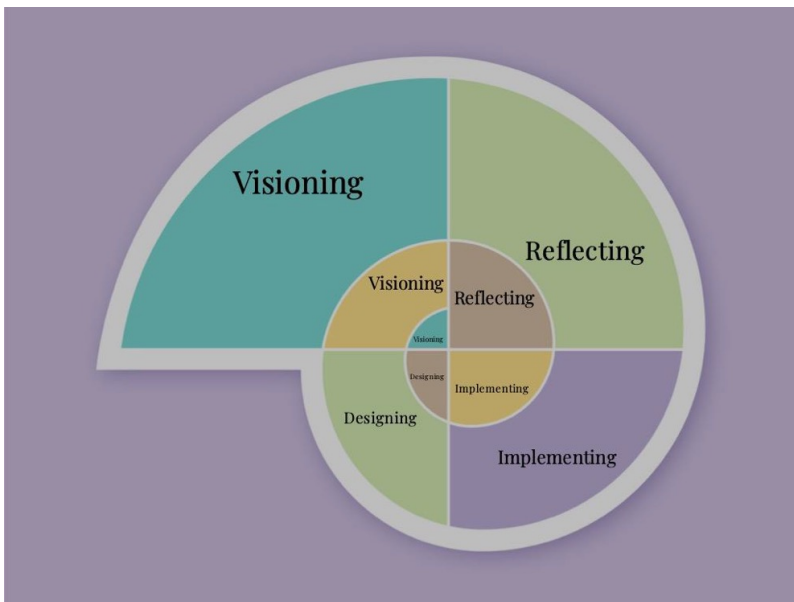 Visioning
Reflecting
Visioning
Reflecting
Visioning
Designing
Implementing
Designing
Implementing